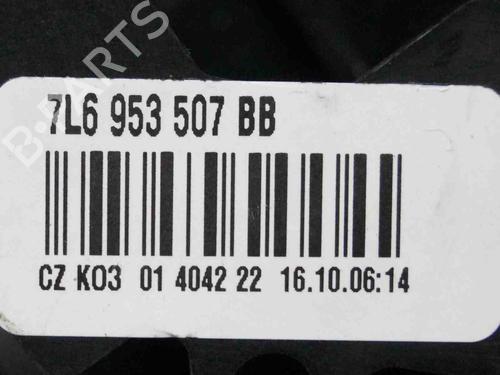 B-PARTS
7L6 953 507 BB
CZ KO3 01 4042 22 16.10.06:14